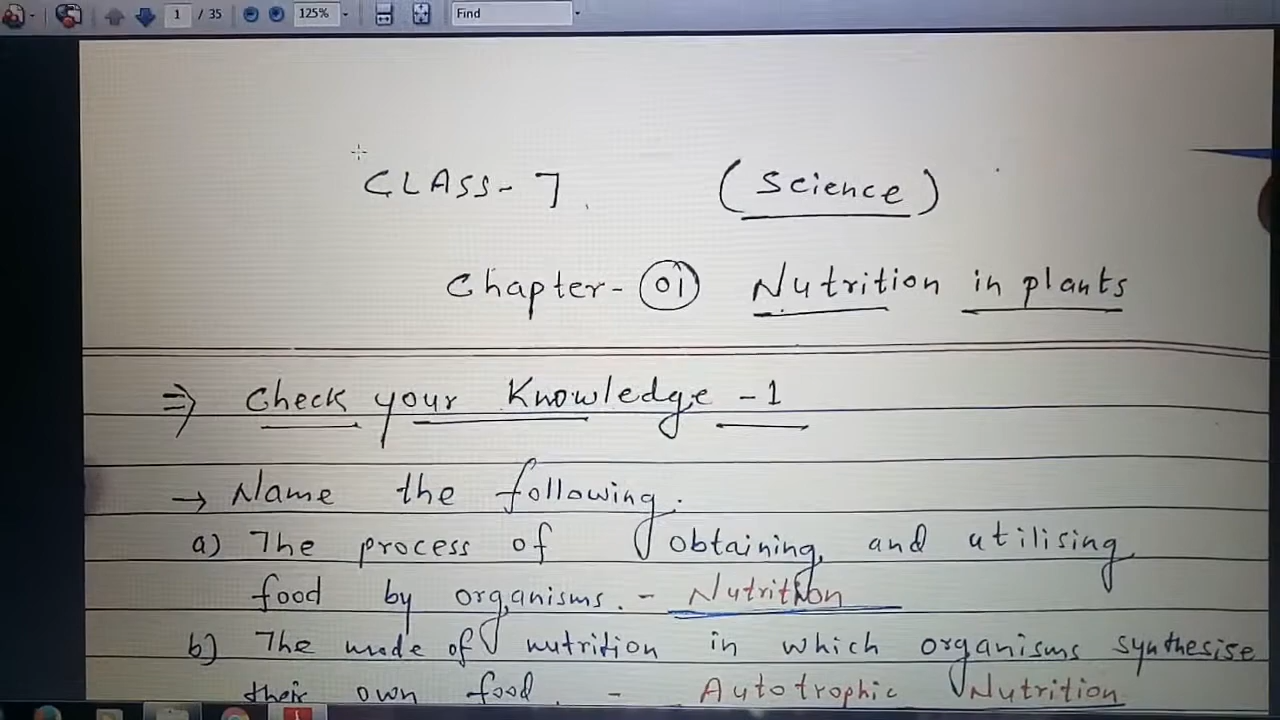 1 / 35 125% Find
CLASS-7. (Science)
Chapter-01 Nutrition in plants
⇒ Check your Knowledge -1
→ Name the following.
a) The process of obtaining and utilising
food by organisms. - Nutrition
b) The mode of nutrition in which organisms synthesise
their own food. - Autotrophic Nutrition